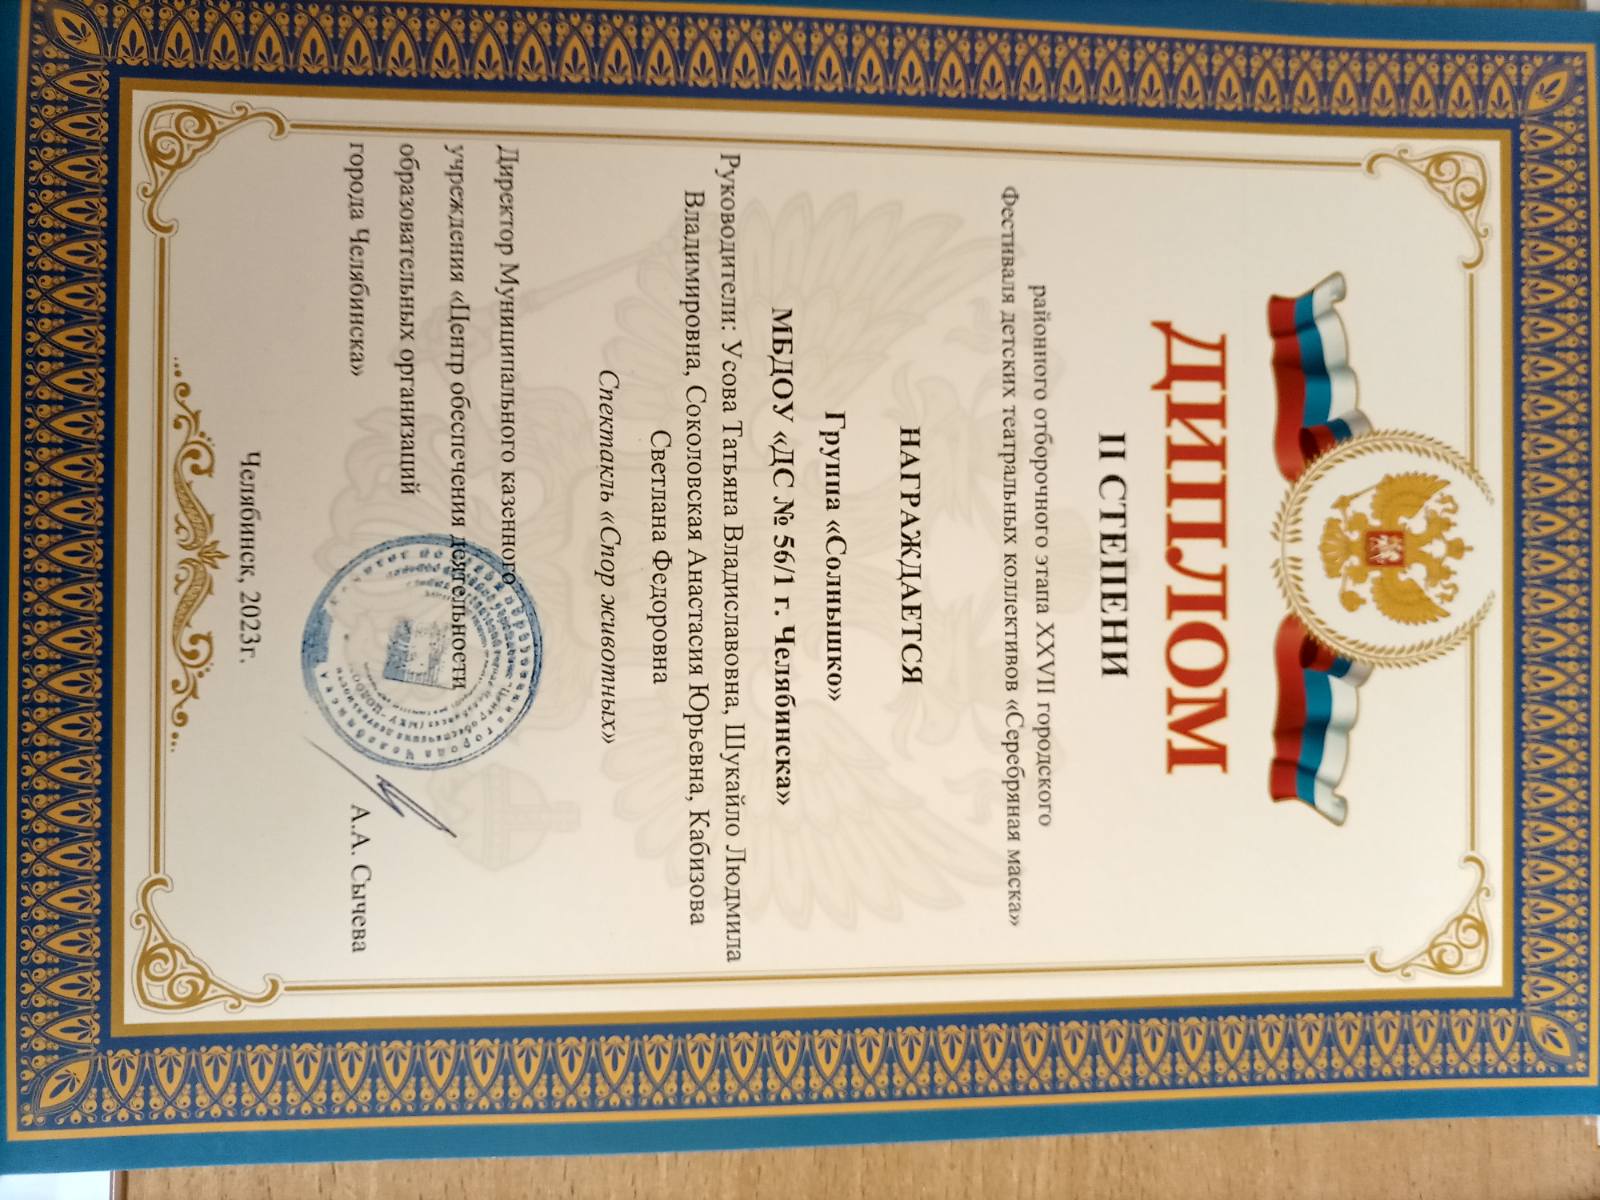 ДИПЛОМ
II СТЕПЕНИ
районного отборочного этапа XXVII городского
Фестиваля детских театральных коллективов «Серебряная маска»
НАГРАЖДАЕТСЯ
Группа «Солнышко»
МБДОУ «ДС № 56/1 г. Челябинска»
Руководители: Усова Татьяна Владиславовна, Шукайло Людмила
Владимировна, Соколовская Анастасия Юрьевна, Кабизова
Светлана Федоровна
Спектакль «Спор животных»
Директор Муниципального казенного
учреждения «Центр обеспечения деятельности
образовательных организаций
города Челябинска»
А.А. Сычева
Челябинск, 2023г.